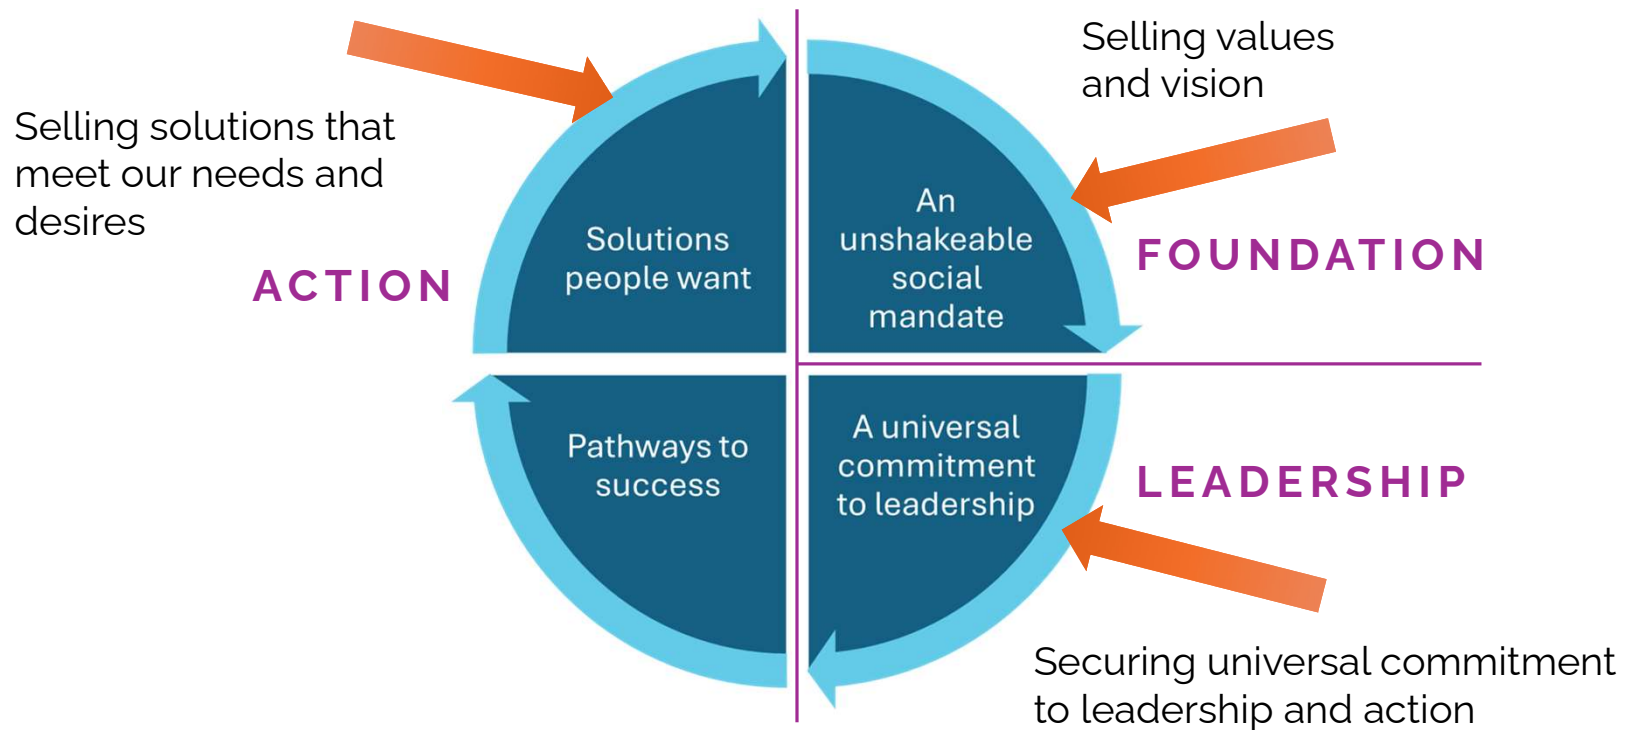 Selling values
and vision
Selling solutions that
meet our needs and
desires
Solutions
people want
An
unshakeable
social
mandate
FOUNDATION
ACTION
Pathways to
success
A universal
commitment
to leadership
LEADERSHIP
Securing universal commitment
to leadership and action